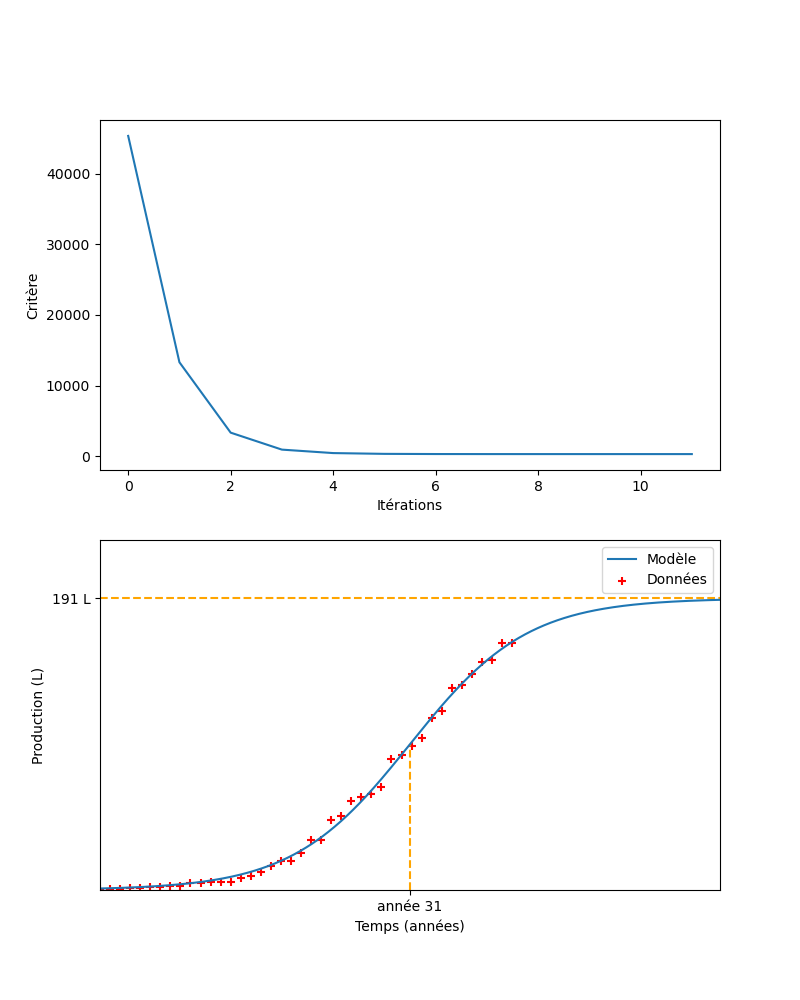 40000
30000
20000
10000
0
Critère
0 2 4 6 8 10
Itérations
Modèle
Données
191 L
Production (L)
année 31
Temps (années)